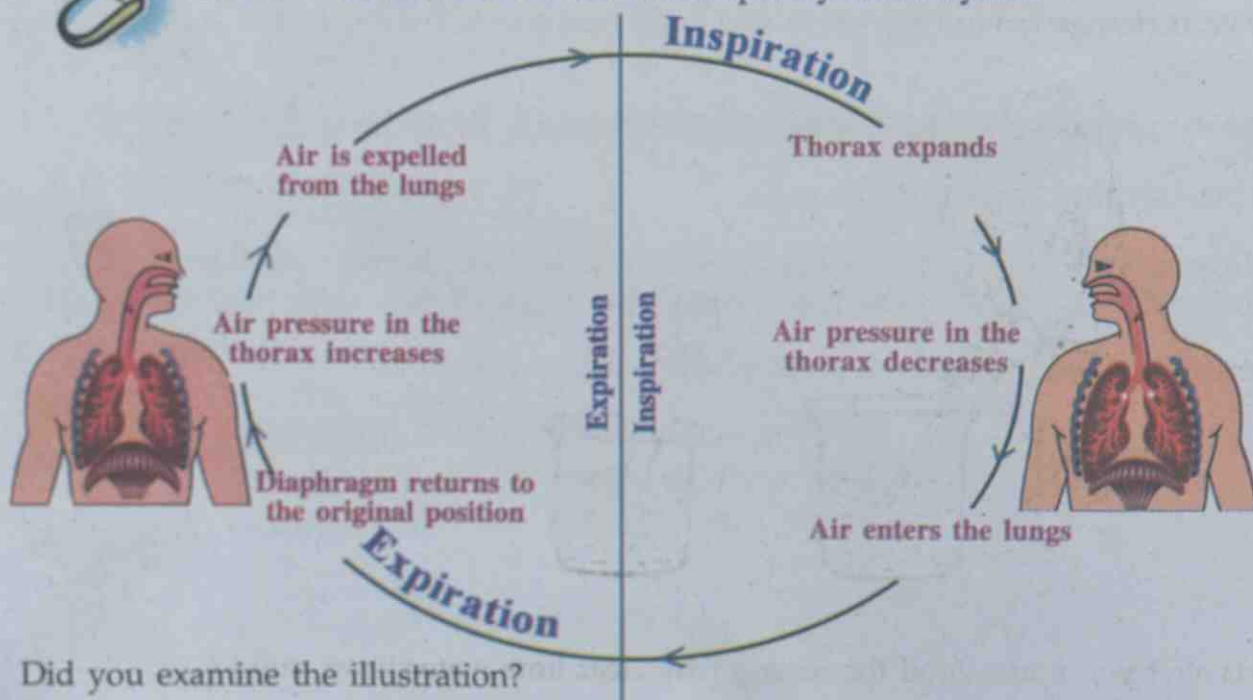 Inspiration
Air is expelled
from the lungs
Thorax expands
Air pressure in the
thorax increases
Expiration
Inspiration
Air pressure in the
thorax decreases
Diaphragm returns to
the original position
Air enters the lungs
Expiration
Did you examine the illustration?